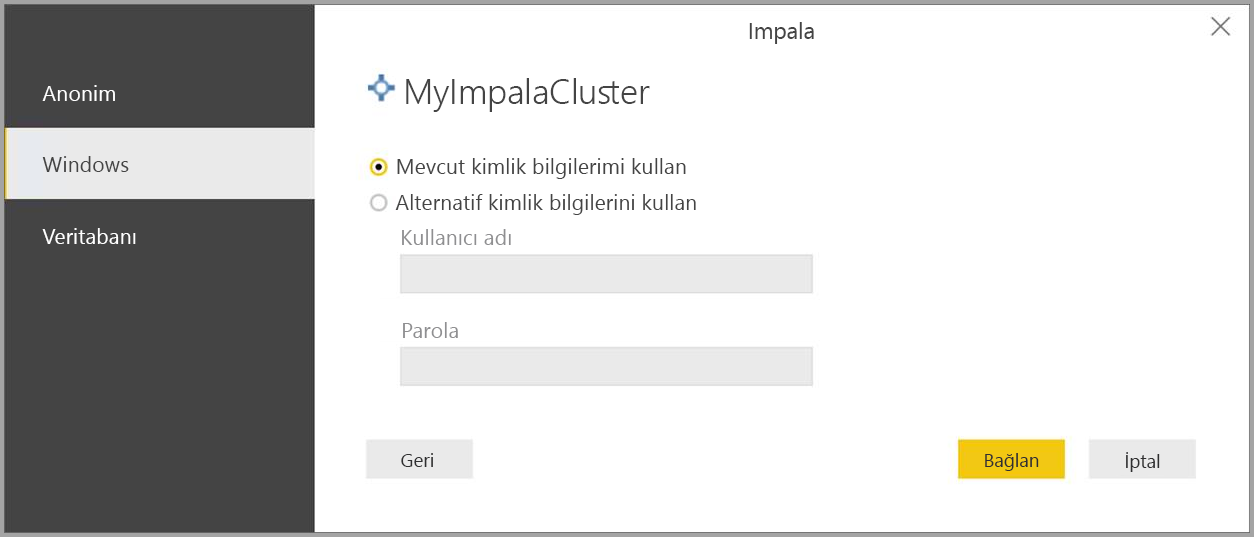 Impala
Anonim
Windows
Veritabanı
MyImpalaCluster
Mevcut kimlik bilgilerimi kullan
Alternatif kimlik bilgilerini kullan
Kullanıcı adı
Parola
Geri
Bağlan
İptal